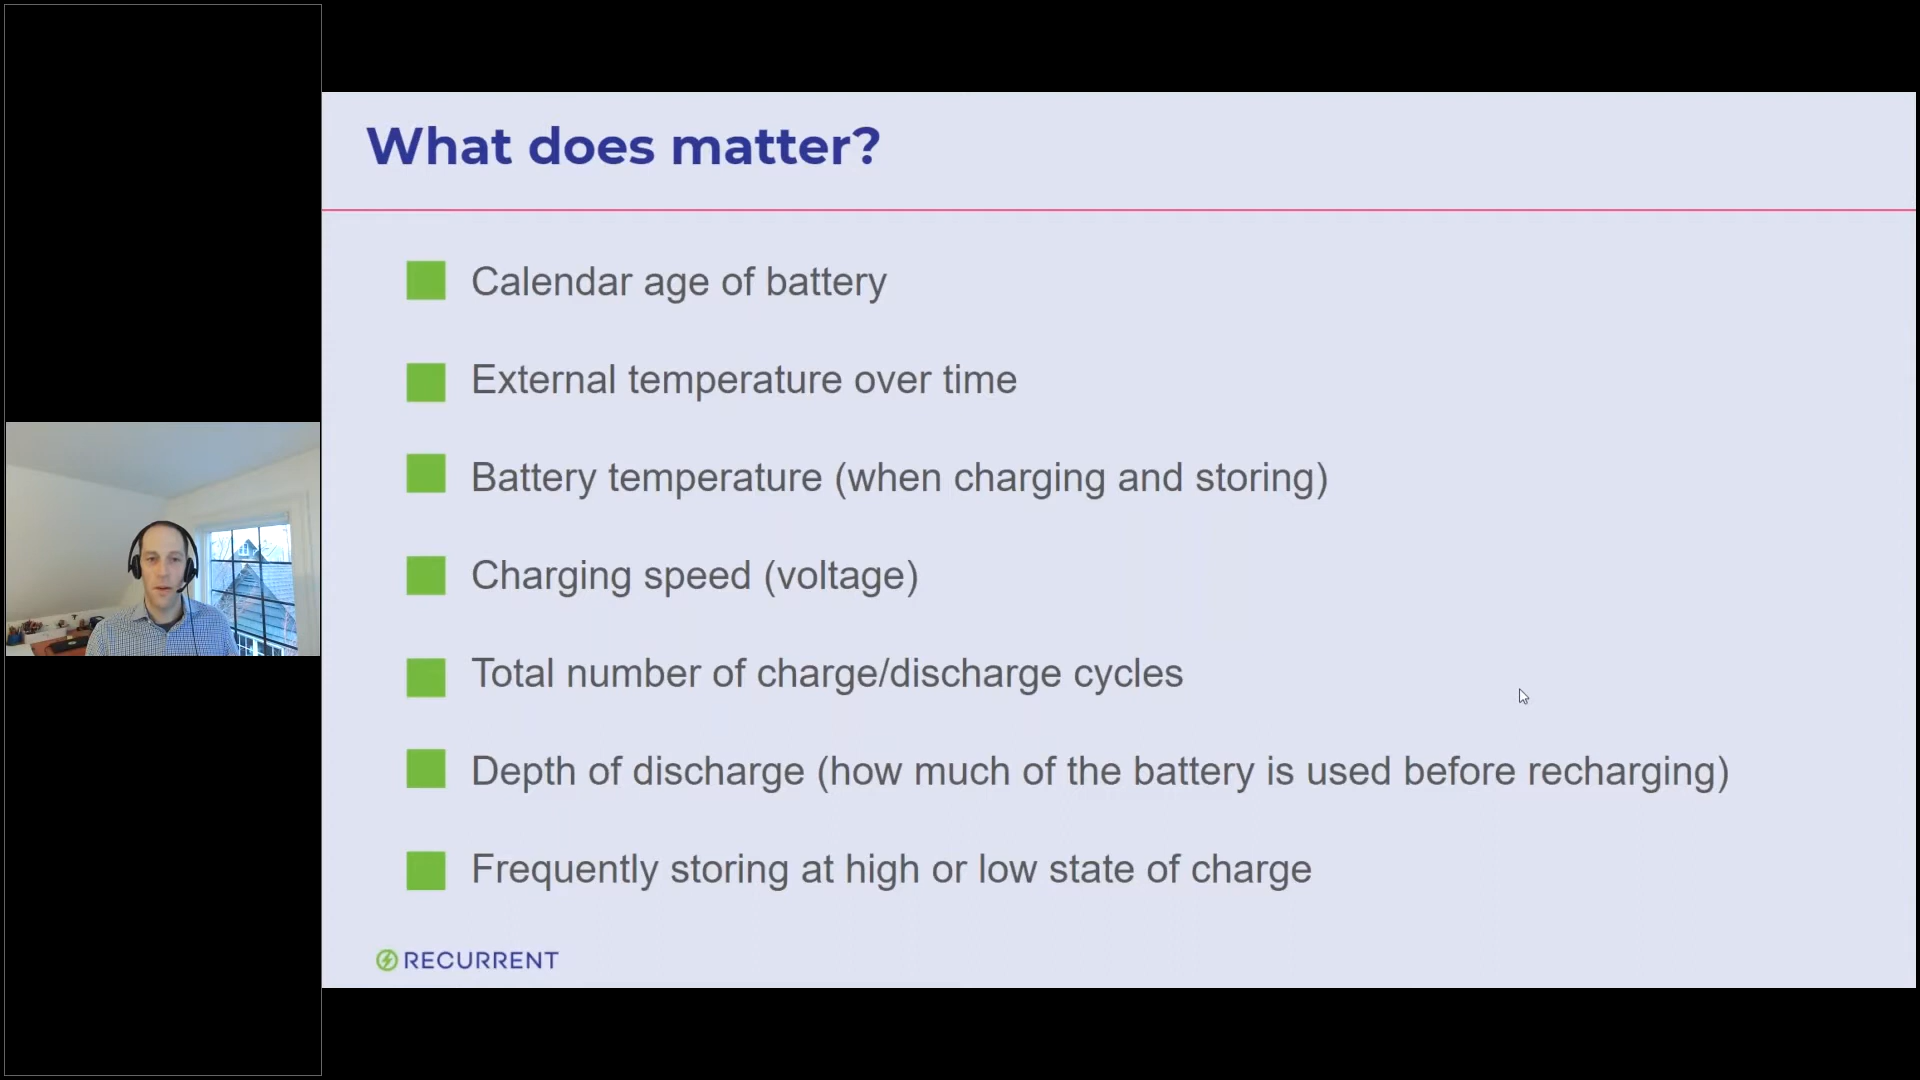 What does matter?
Calendar age of battery
External temperature over time
Battery temperature (when charging and storing)
Charging speed (voltage)
Total number of charge/discharge cycles
Depth of discharge (how much of the battery is used before recharging)
Frequently storing at high or low state of charge
RECURRENT